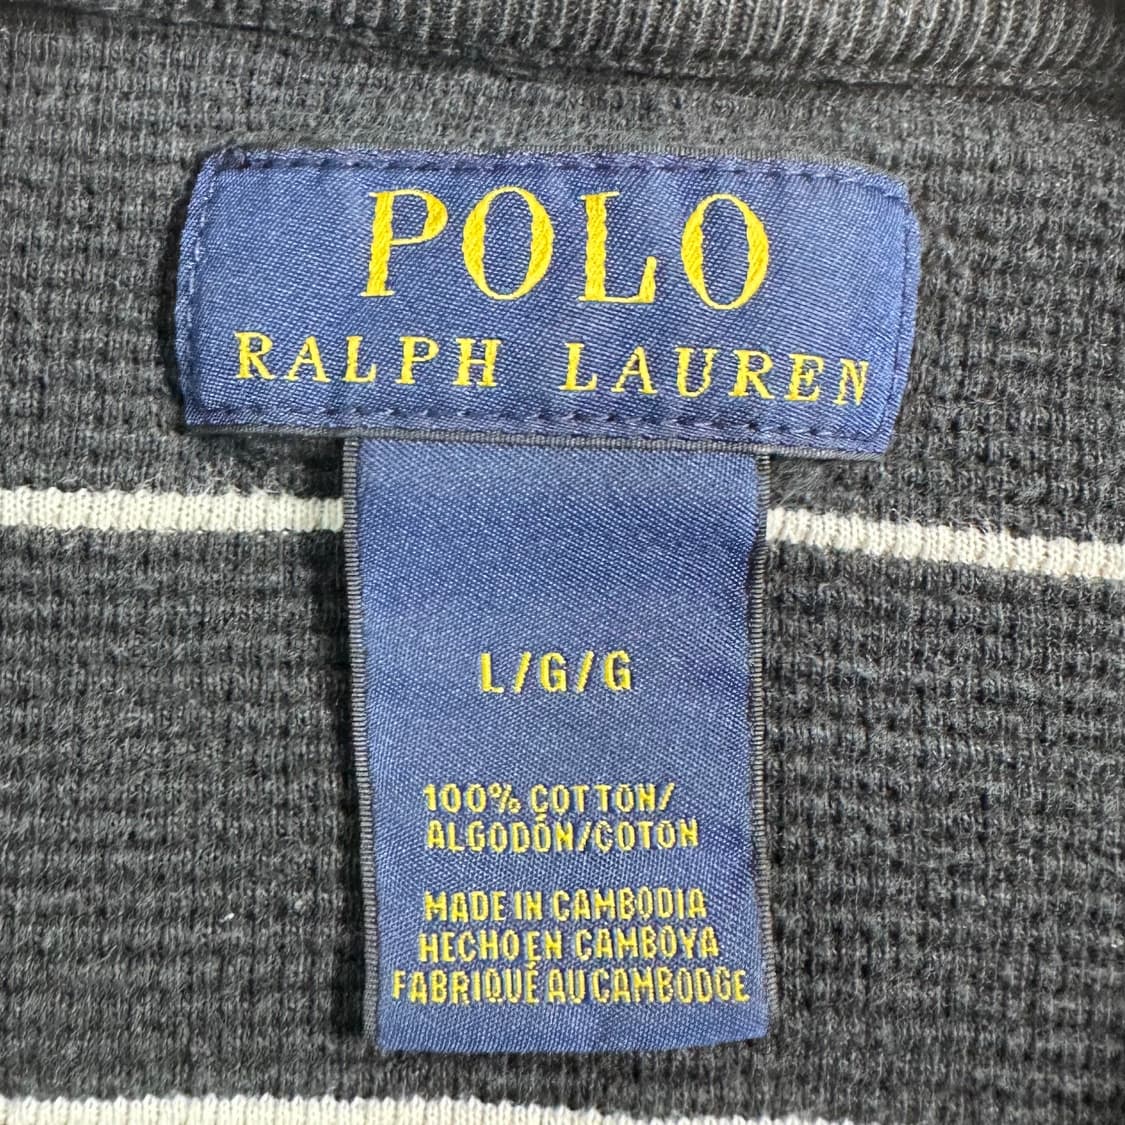 POLO
RALPH LAUREN
L/G/G
100% COTTON/
ALGODÓN/COTON
MADE IN CAMBODIA
HECHO EN CAMBOYA
FABRIQUÉ AU CAMBODGE